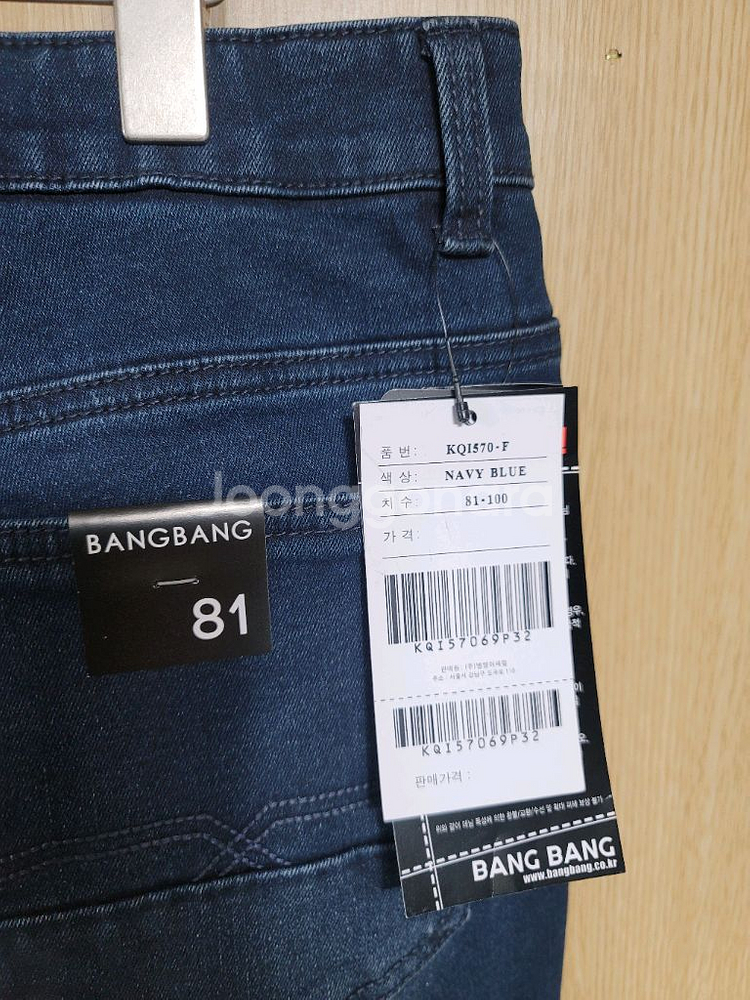 품 번: KQI570-F
색 상: NAVY BLUE
치 수: 81-100
가 격:
KQI57069P32
KQI57069P32
판매가격 :
BANGBANG
81
BANG BANG
www.bangbang.co.kr
joonggonara